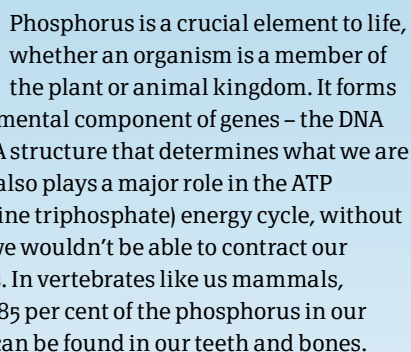 Phosphorus is a crucial element to life,
whether an organism is a member of
the plant or animal kingdom. It forms
mental component of genes – the DNA
A structure that determines what we are
also plays a major role in the ATP
ine triphosphate) energy cycle, without
we wouldn't be able to contract our
. In vertebrates like us mammals,
85 per cent of the phosphorus in our
can be found in our teeth and bones.